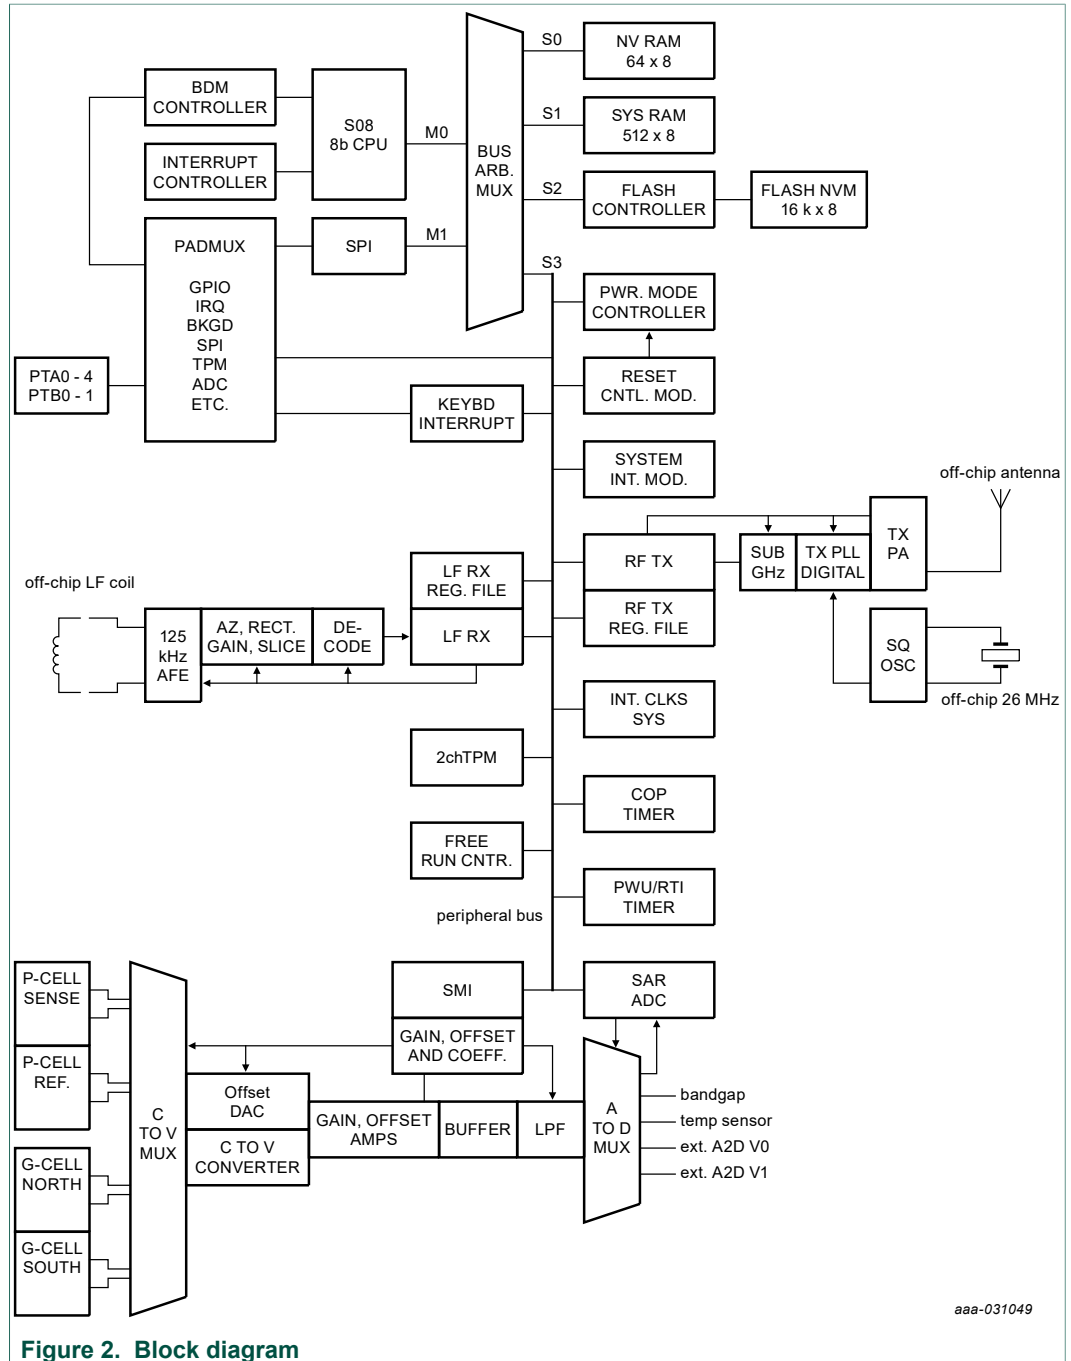 S0
NV RAM
64 x 8
BDM
CONTROLLER
S08
8b CPU
M0
S1
SYS RAM
512 x 8
BUS
ARB.
MUX
INTERRUPT
CONTROLLER
S2
FLASH
CONTROLLER
FLASH NVM
16 k x 8
PADMUX
GPIO
IRQ
BKGD
SPI
TPM
ADC
ETC.
SPI
M1
S3
PWR. MODE
CONTROLLER
PTA0 - 4
PTB0 - 1
RESET
CNTL. MOD.
KEYBD
INTERRUPT
SYSTEM
INT. MOD.
off-chip antenna
TX
PA
SUB
GHz
TX PLL
DIGITAL
RF TX
RF TX
REG. FILE
LF RX
REG. FILE
LF RX
off-chip LF coil
125
kHz
AFE
AZ, RECT.
GAIN, SLICE
DE-
CODE
SQ
OSC
off-chip 26 MHz
INT. CLKS
SYS
2chTPM
COP
TIMER
FREE
RUN CNTR.
PWU/RTI
TIMER
peripheral bus
P-CELL
SENSE
SMI
SAR
ADC
GAIN, OFFSET
AND COEFF.
P-CELL
REF.
Offset
DAC
C
TO V
MUX
GAIN, OFFSET
AMPS
BUFFER
LPF
A
TO D
MUX
bandgap
temp sensor
ext. A2D V0
ext. A2D V1
C TO V
CONVERTER
G-CELL
NORTH
G-CELL
SOUTH
aaa-031049
Figure 2. Block diagram